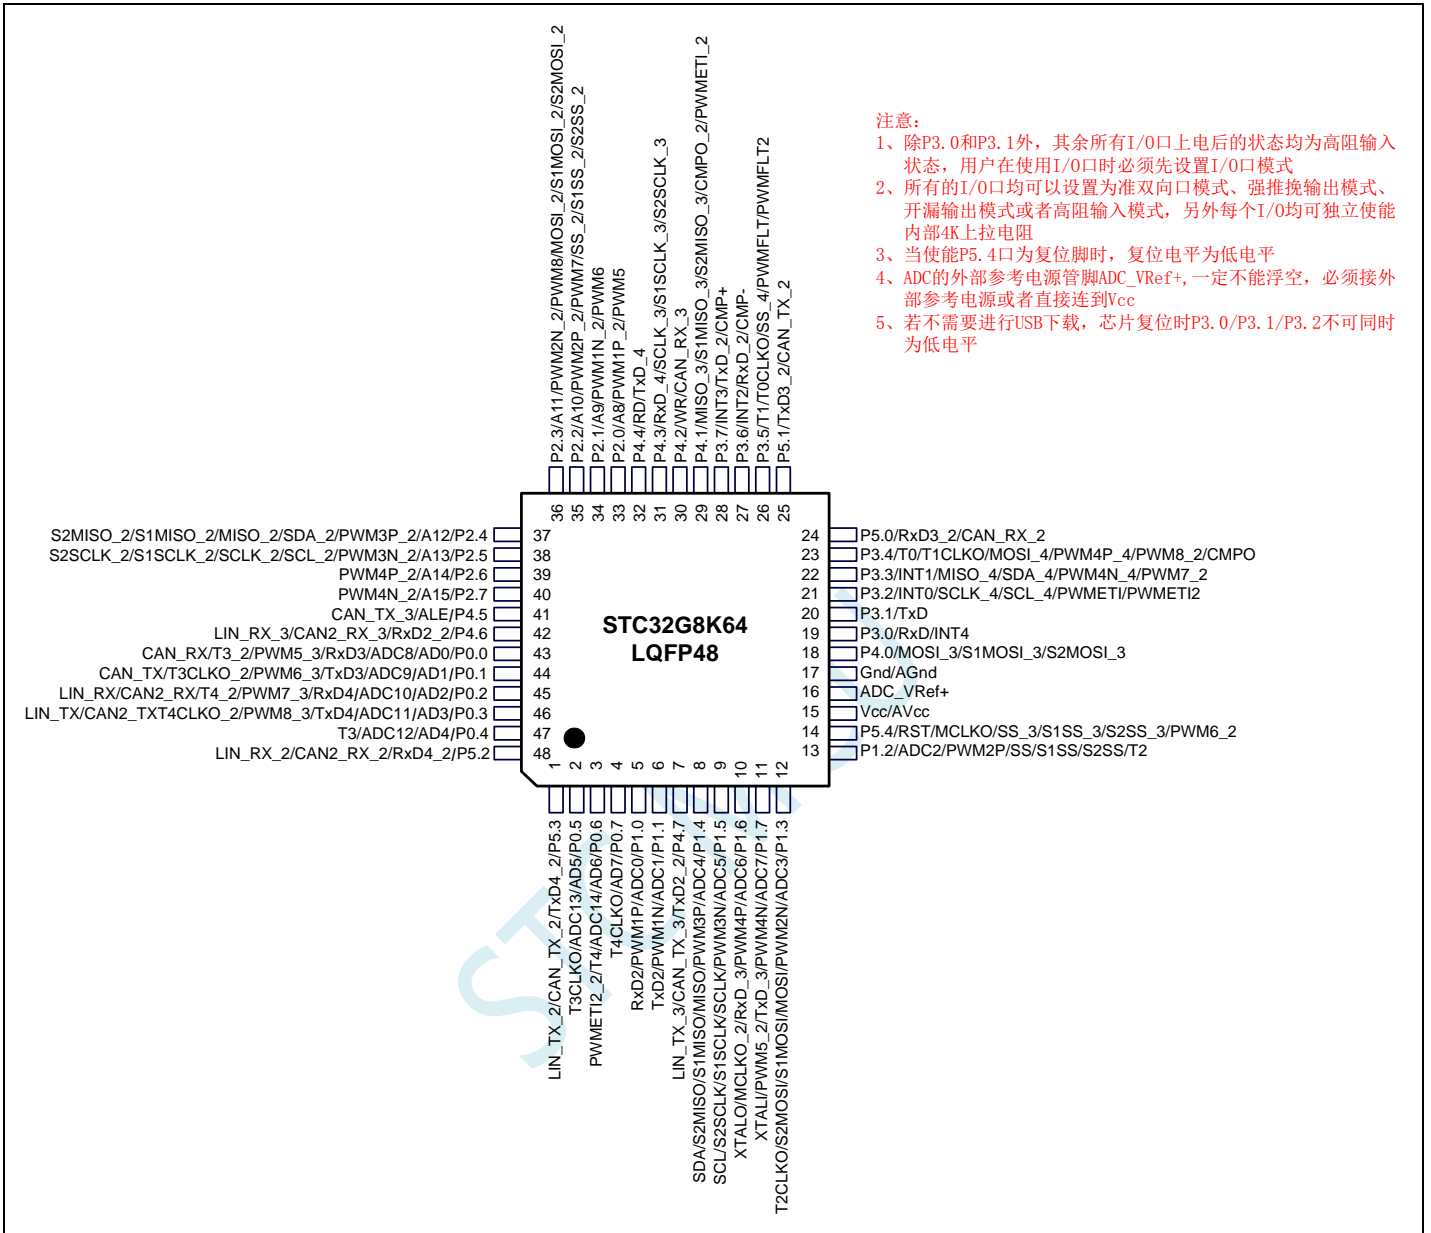 P2.3/A11/PWM2N_2/PWM8/MOSI_2/S1MOSI_2/S2MOSI_2
P2.2/A10/PWM2P_2/PWM7/SS_2/S1SS_2/S2SS_2
P2.1/A9/PWM1N_2/PWM6
P2.0/A8/PWM1P_2/PWM5
P4.4/RD/TxD_4
P4.3/RxD_4/SCLK_3/S1SCLK_3/S2SCLK_3
P4.2/WR/CAN_RX_3
P4.1/MISO_3/S1MISO_3/S2MISO_3/CMPO_2/PWMETI_2
P3.7/INT3/TxD_2/CMP+
P3.6/INT2/RxD_2/CMP-
P3.5/T1/T0CLKO/SS_4/PWMFLT/PWMFLT2
P5.1/TxD3_2/CAN_TX_2
注意：
1、除P3.0和P3.1外，其余所有I/O口上电后的状态均为高阻输入
状态，用户在使用I/O口时必须先设置I/O口模式
2、所有的I/O口均可以设置为准双向口模式、强推挽输出模式、
开漏输出模式或者高阻输入模式，另外每个I/O均可独立使能
内部4K上拉电阻
3、当使能P5.4口为复位脚时，复位电平为低电平
4、ADC的外部参考电源管脚ADC_VRef+,一定不能浮空，必须接外
部参考电源或者直接连到Vcc
5、若不需要进行USB下载，芯片复位时P3.0/P3.1/P3.2不可同时
为低电平
36 35 34 33 32 31 30 29 28 27 26 25
S2MISO_2/S1MISO_2/MISO_2/SDA_2/PWM3P_2/A12/P2.4 37
S2SCLK_2/S1SCLK_2/SCLK_2/SCL_2/PWM3N_2/A13/P2.5 38
PWM4P_2/A14/P2.6 39
PWM4N_2/A15/P2.7 40
CAN_TX_3/ALE/P4.5 41
LIN_RX_3/CAN2_RX_3/RxD2_2/P4.6 42
CAN_RX/T3_2/PWM5_3/RxD3/ADC8/AD0/P0.0 43
CAN_TX/T3CLKO_2/PWM6_3/TxD3/ADC9/AD1/P0.1 44
LIN_RX/CAN2_RX/T4_2/PWM7_3/RxD4/ADC10/AD2/P0.2 45
LIN_TX/CAN2_TXT4CLKO_2/PWM8_3/TxD4/ADC11/AD3/P0.3 46
T3/ADC12/AD4/P0.4 47
LIN_RX_2/CAN2_RX_2/RxD4_2/P5.2 48
STC32G8K64
LQFP48
24 P5.0/RxD3_2/CAN_RX_2
23 P3.4/T0/T1CLKO/MOSI_4/PWM4P_4/PWM8_2/CMPO
22 P3.3/INT1/MISO_4/SDA_4/PWM4N_4/PWM7_2
21 P3.2/INT0/SCLK_4/SCL_4/PWMETI/PWMETI2
20 P3.1/TxD
19 P3.0/RxD/INT4
18 P4.0/MOSI_3/S1MOSI_3/S2MOSI_3
17 Gnd/AGnd
16 ADC_VRef+
15 Vcc/AVcc
14 P5.4/RST/MCLKO/SS_3/S1SS_3/S2SS_3/PWM6_2
13 P1.2/ADC2/PWM2P/SS/S1SS/S2SS/T2
1 2 3 4 5 6 7 8 9 10 11 12
LIN_TX_2/CAN_TX_2/TxD4_2/P5.3
T3CLKO/ADC13/AD5/P0.5
PWMETI2_2/T4/ADC14/AD6/P0.6
T4CLKO/AD7/P0.7
RxD2/PWM1P/ADC0/P1.0
TxD2/PWM1N/ADC1/P1.1
LIN_TX_3/CAN_TX_3/TxD2_2/P4.7
SDA/S2MISO/S1MISO/MISO/PWM3P/ADC4/P1.4
SCL/S2SCLK/S1SCLK/SCLK/PWM3N/ADC5/P1.5
XTALO/MCLKO_2/RxD_3/PWM4P/ADC6/P1.6
XTALI/PWM5_2/TxD_3/PWM4N/ADC7/P1.7
T2CLKO/S2MOSI/S1MOSI/MOSI/PWM2N/ADC3/P1.3
STCMCU